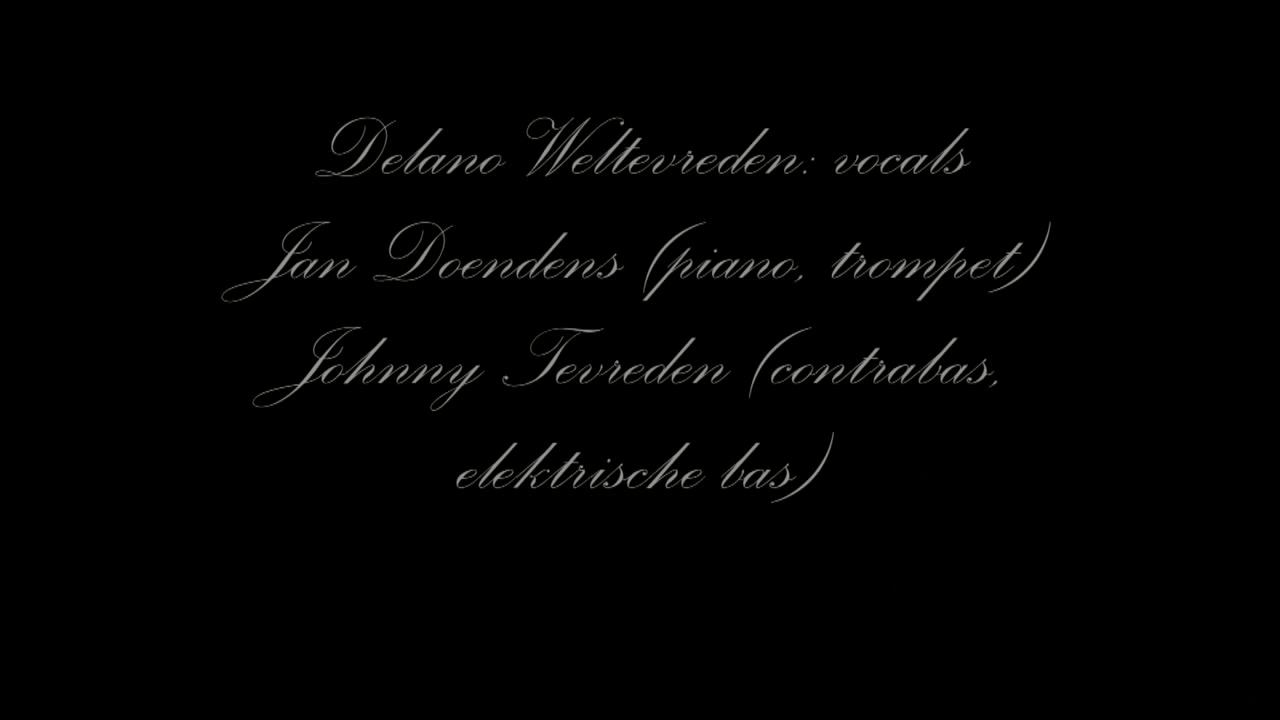 Delano Weltevreden: vocals
Jan Doendens (piano, trompet)
Johnny Tevreden (contrabas,
elektrische bas)